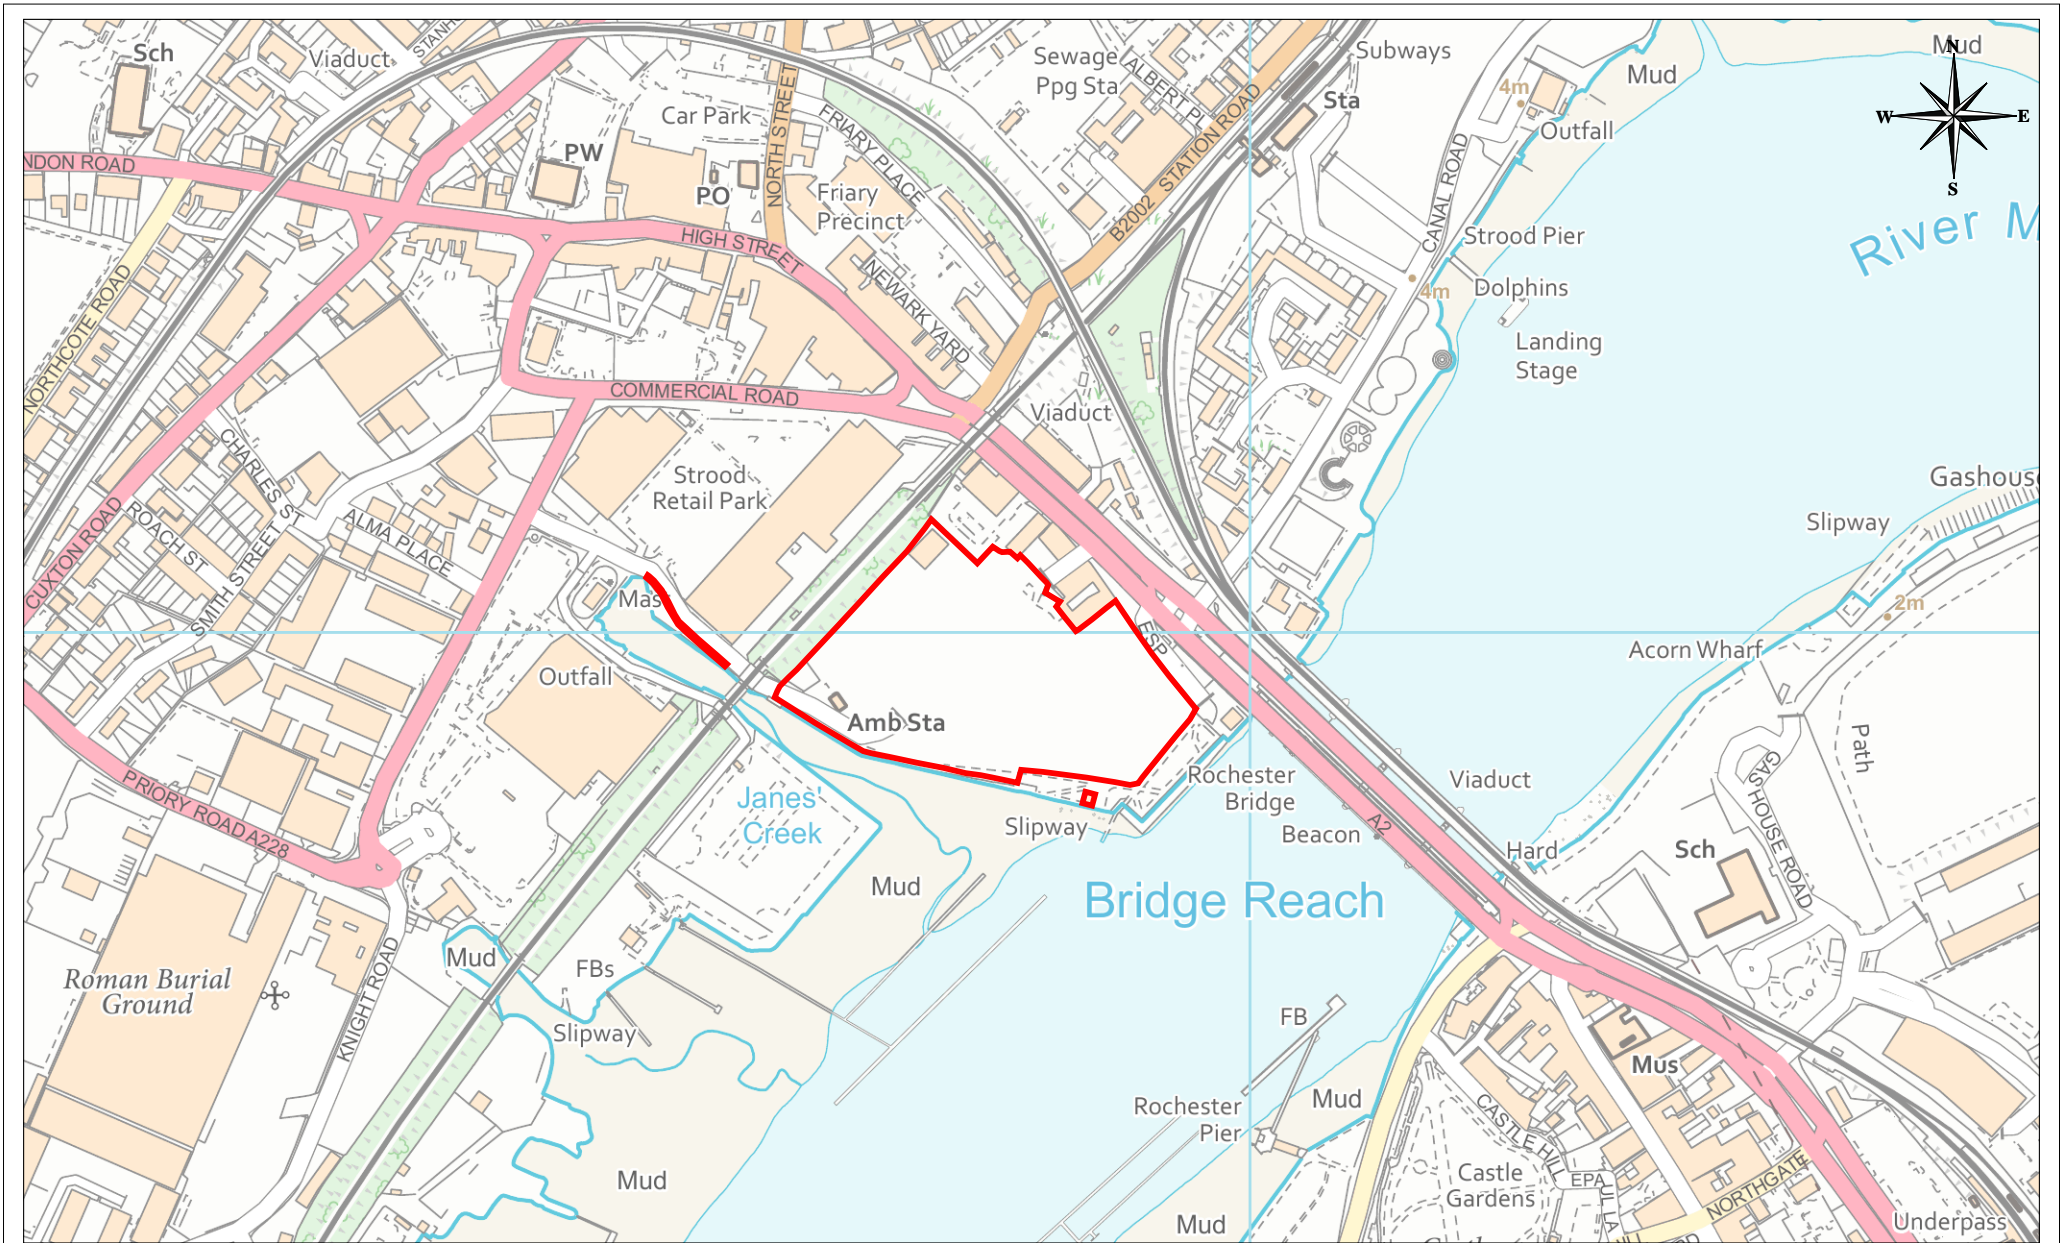 Sch
Viaduct
STANH
Car Park
NORTH STREET
Sewage
Ppg Sta
ALBERT PL
Subways
Mud
Mud
N
W
E
S
4m
Outfall
Sta
NDON ROAD
PW
PO
FRIARY PLACE
Friary
Precinct
B2002 STATION ROAD
CANAL ROAD
Strood Pier
River M
HIGH STREET
NEWARK YARD
4m
Dolphins
Landing
Stage
NORTHCOTE ROAD
COMMERCIAL ROAD
Viaduct
CHARLES ST
Strood
Retail Park
Gashouse
Slipway
CUXTON ROAD
ROACH ST
SMITH STREET
ALMA PLACE
Mas
2m
ESP
Acorn Wharf
Outfall
Amb Sta
Path
Rochester
Bridge
Viaduct
GAS HOUSE ROAD
PRIORY ROAD A228
Janes'
Creek
Slipway
Beacon
A2
Hard
Sch
Mud
Bridge Reach
Mud
Roman Burial
Ground
FBs
KNIGHT ROAD
Slipway
FB
Mus
Rochester
Pier
Mud
CASTLE HILL
Castle
Gardens
EPA
UL LA
NORTHGATE
Mud
Mud
Underpass